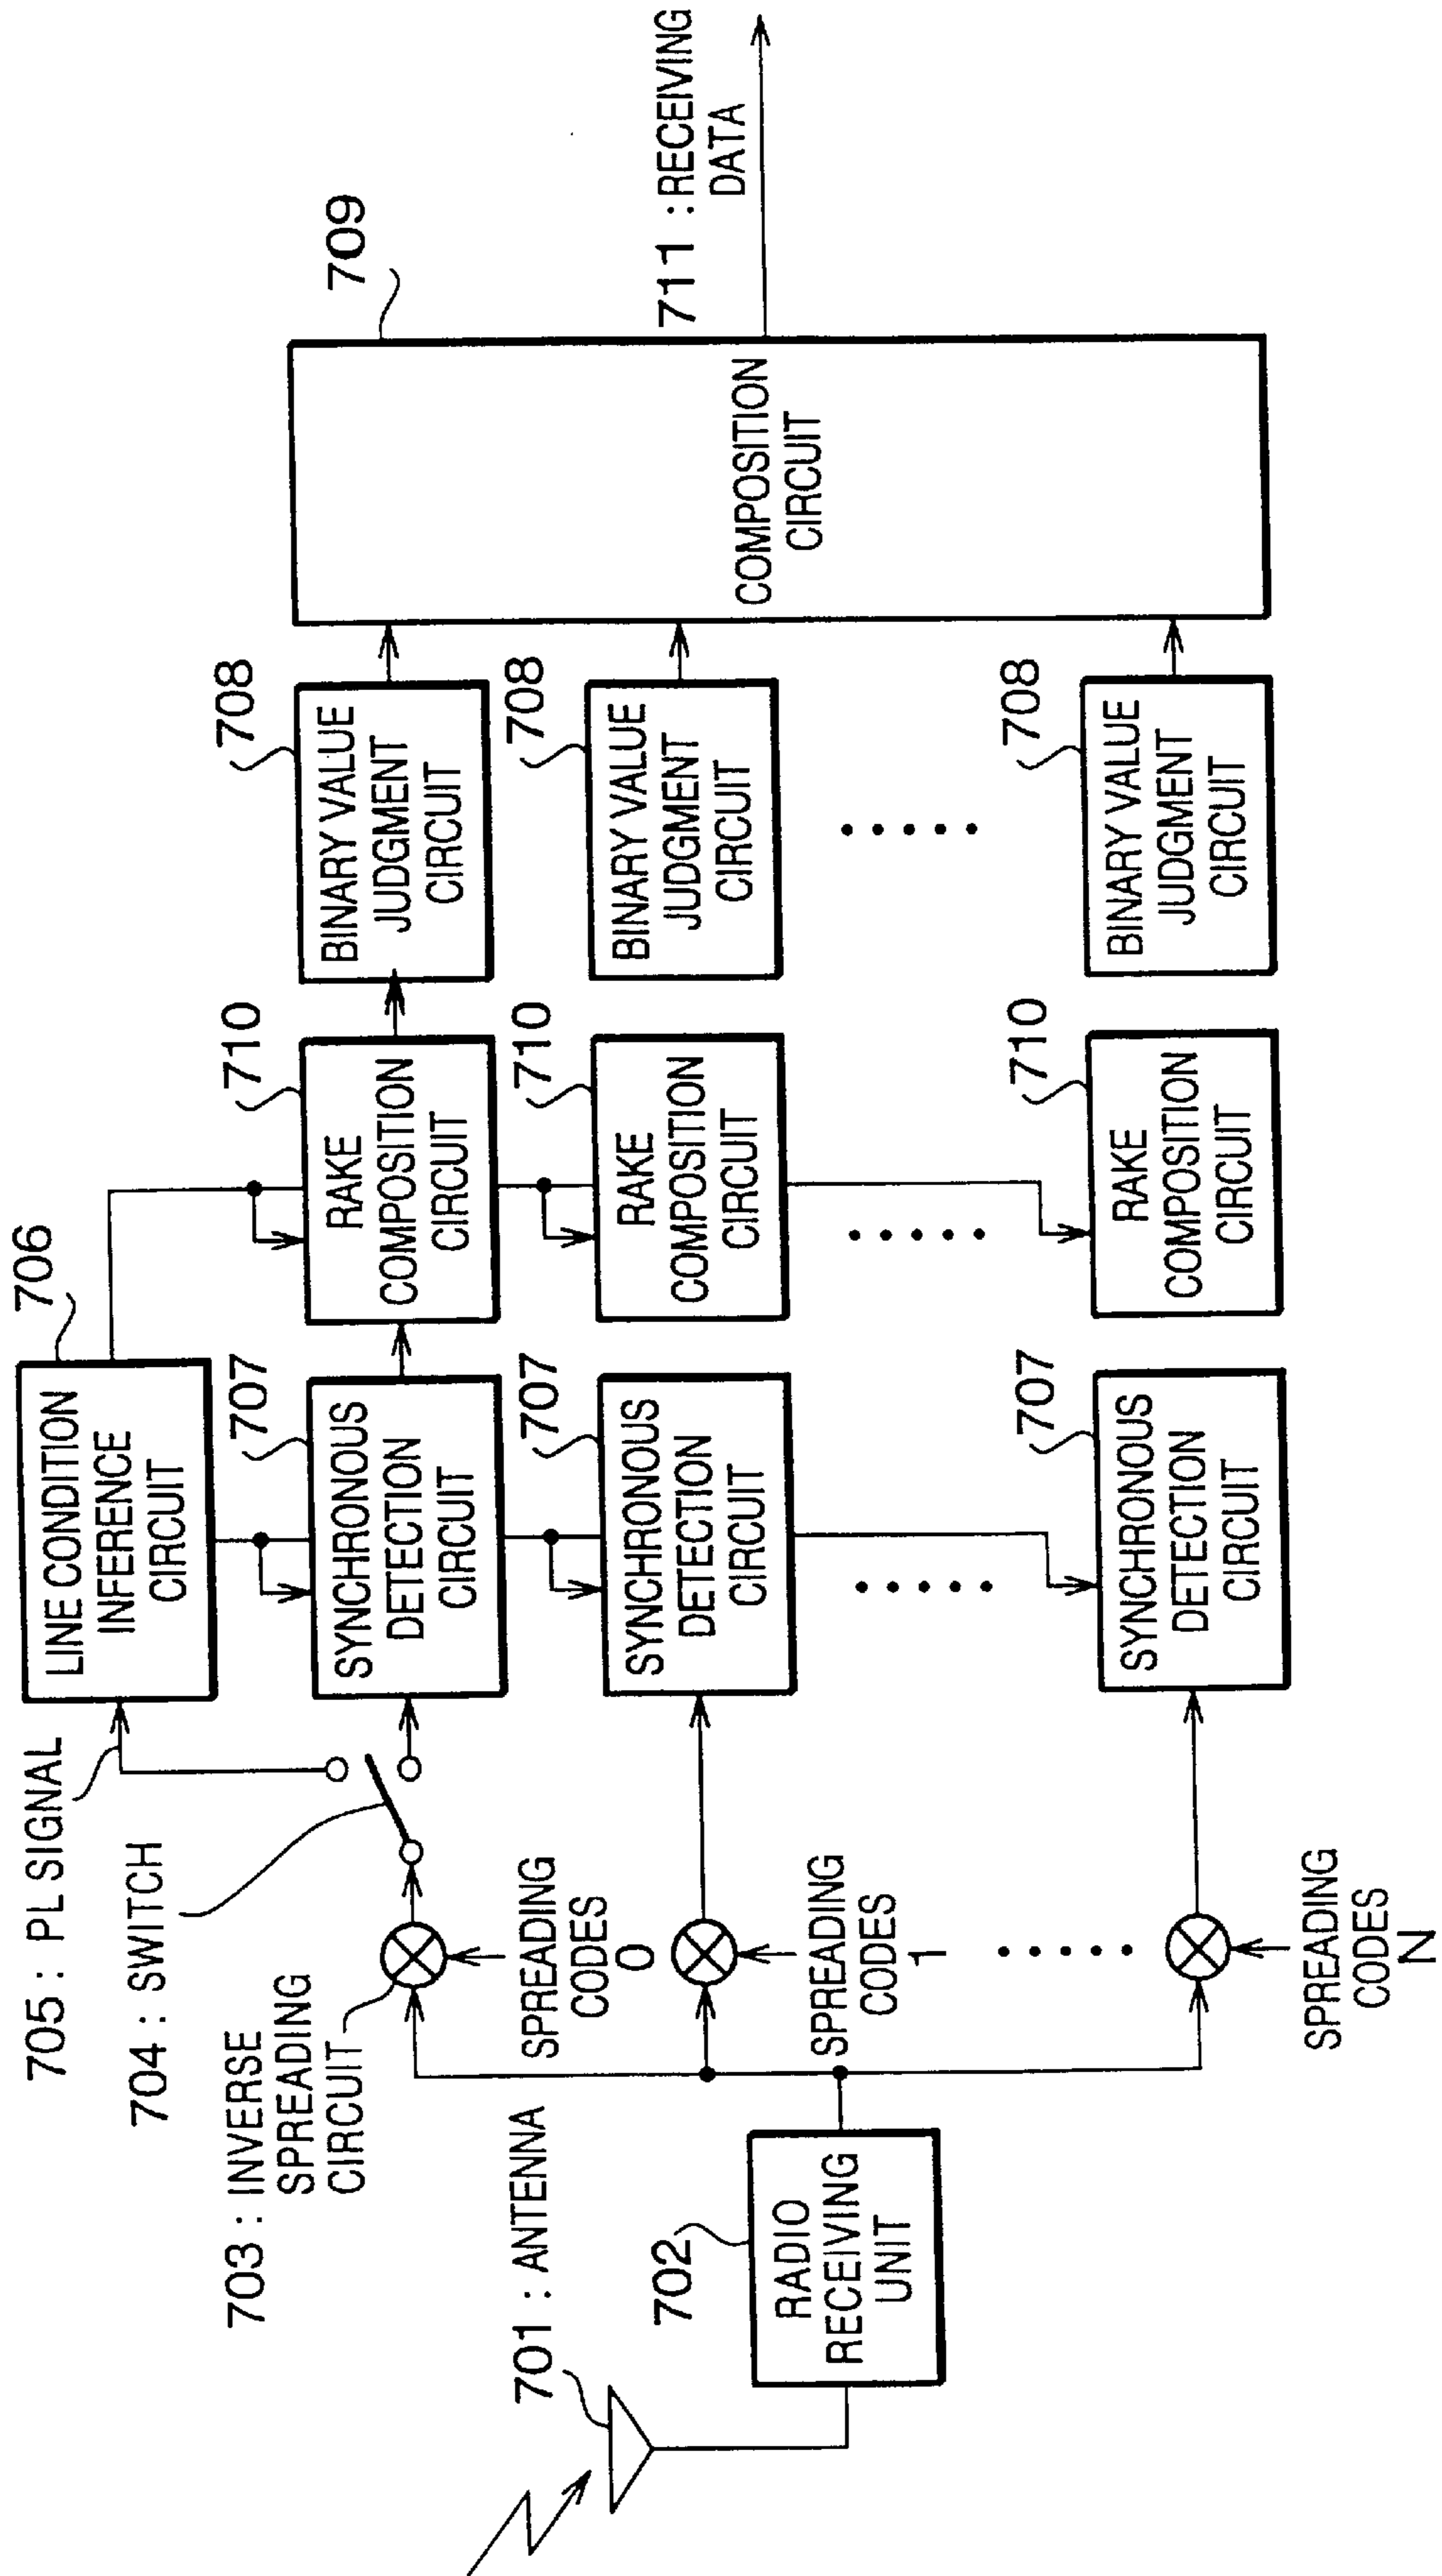 701 : ANTENNA
702
RADIO
RECEIVING
UNIT
703 : INVERSE
SPREADING
CIRCUIT
704 : SWITCH
705 : PL SIGNAL
SPREADING
CODES
0
SPREADING
CODES
1
SPREADING
CODES
N
706
LINE CONDITION
INFERENCE
CIRCUIT
707
SYNCHRONOUS
DETECTION
CIRCUIT
707
SYNCHRONOUS
DETECTION
CIRCUIT
707
SYNCHRONOUS
DETECTION
CIRCUIT
710
RAKE
COMPOSITION
CIRCUIT
710
RAKE
COMPOSITION
CIRCUIT
710
RAKE
COMPOSITION
CIRCUIT
708
BINARY VALUE
JUDGMENT
CIRCUIT
708
BINARY VALUE
JUDGMENT
CIRCUIT
708
BINARY VALUE
JUDGMENT
CIRCUIT
709
COMPOSITION
CIRCUIT
711 : RECEIVING
DATA